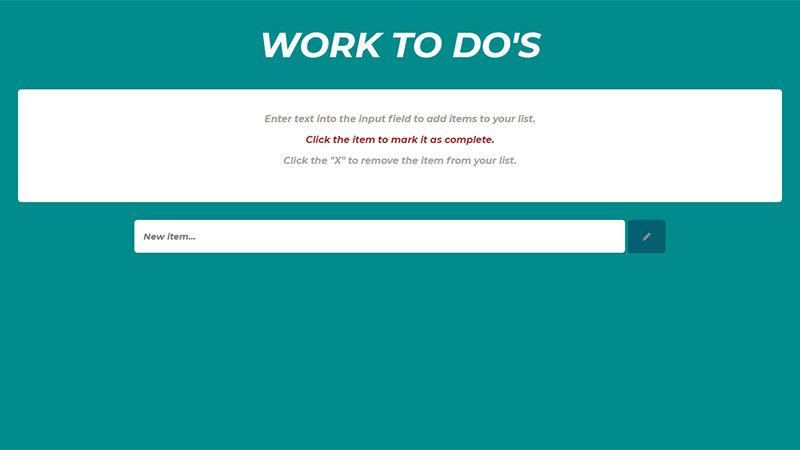 WORK TO DO'S
Enter text into the input field to add items to your list.
Click the item to mark it as complete.
Click the "X" to remove the item from your list.
New item...